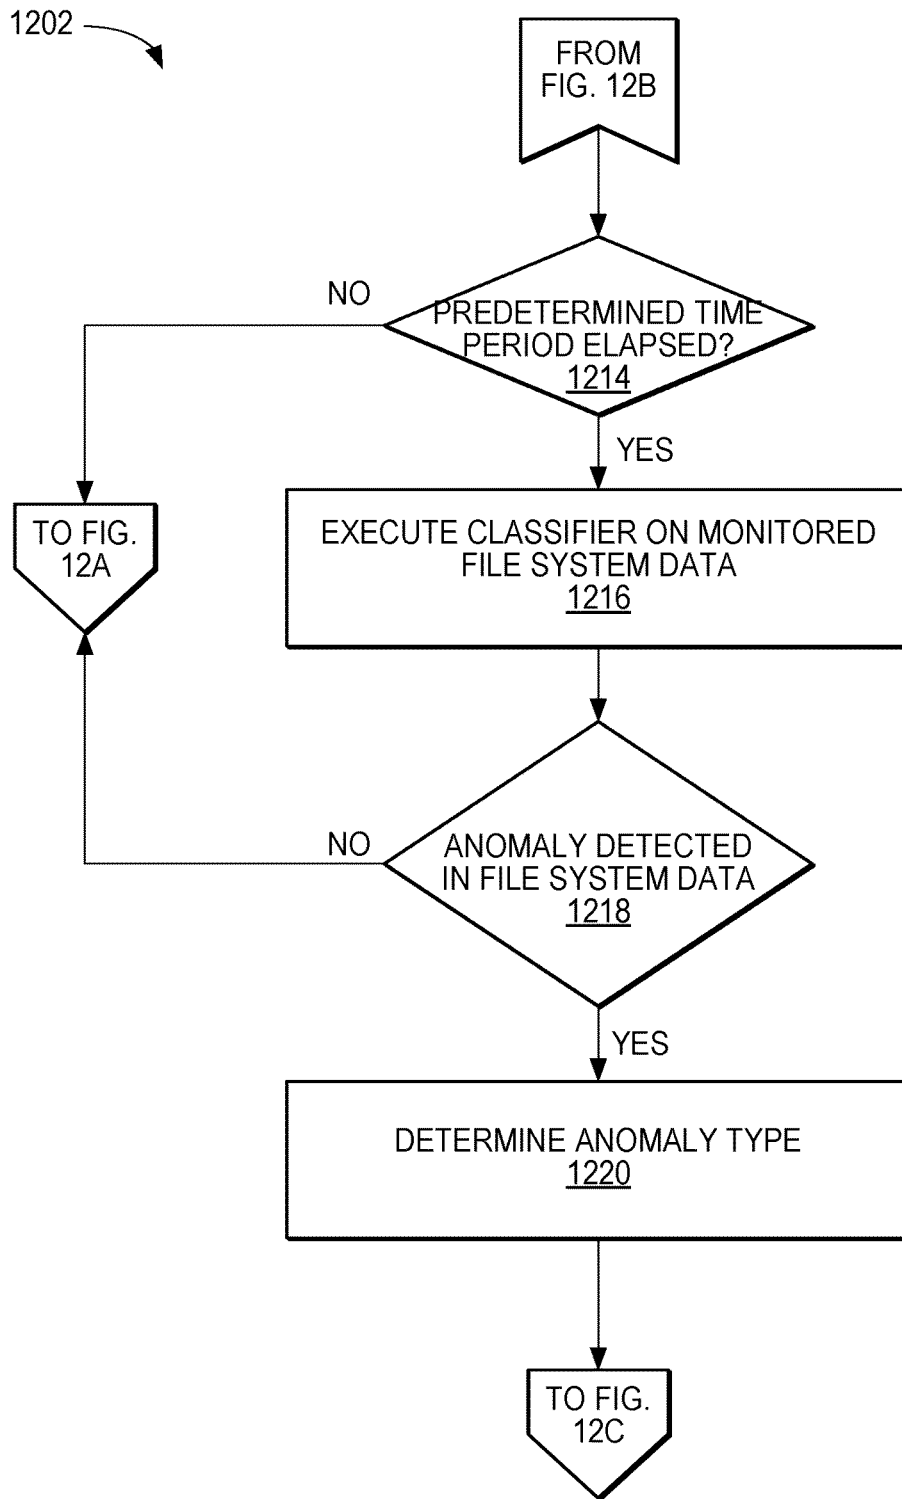 1202
FROM
FIG. 12B
NO
PREDETERMINED TIME
PERIOD ELAPSED?
1214
YES
TO FIG.
12A
EXECUTE CLASSIFIER ON MONITORED
FILE SYSTEM DATA
1216
NO
ANOMALY DETECTED
IN FILE SYSTEM DATA
1218
YES
DETERMINE ANOMALY TYPE
1220
TO FIG.
12C